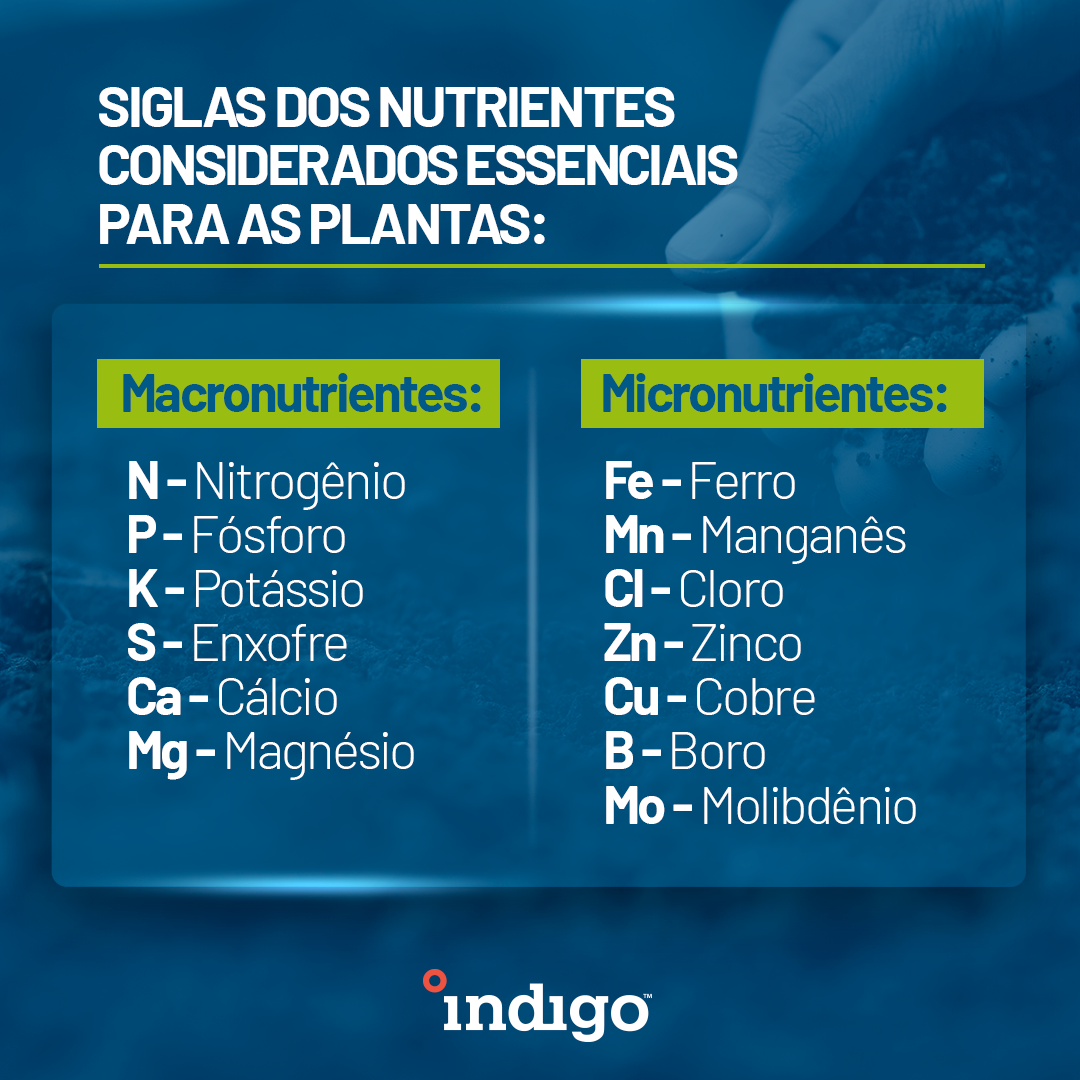 SIGLAS DOS NUTRIENTES
CONSIDERADOS ESSENCIAIS
PARA AS PLANTAS:
Macronutrientes:
N - Nitrogênio
P - Fósforo
K - Potássio
S - Enxofre
Ca - Cálcio
Mg - Magnésio
Micronutrientes:
Fe - Ferro
Mn - Manganês
Cl - Cloro
Zn - Zinco
Cu - Cobre
B - Boro
Mo - Molibdênio
indigo™